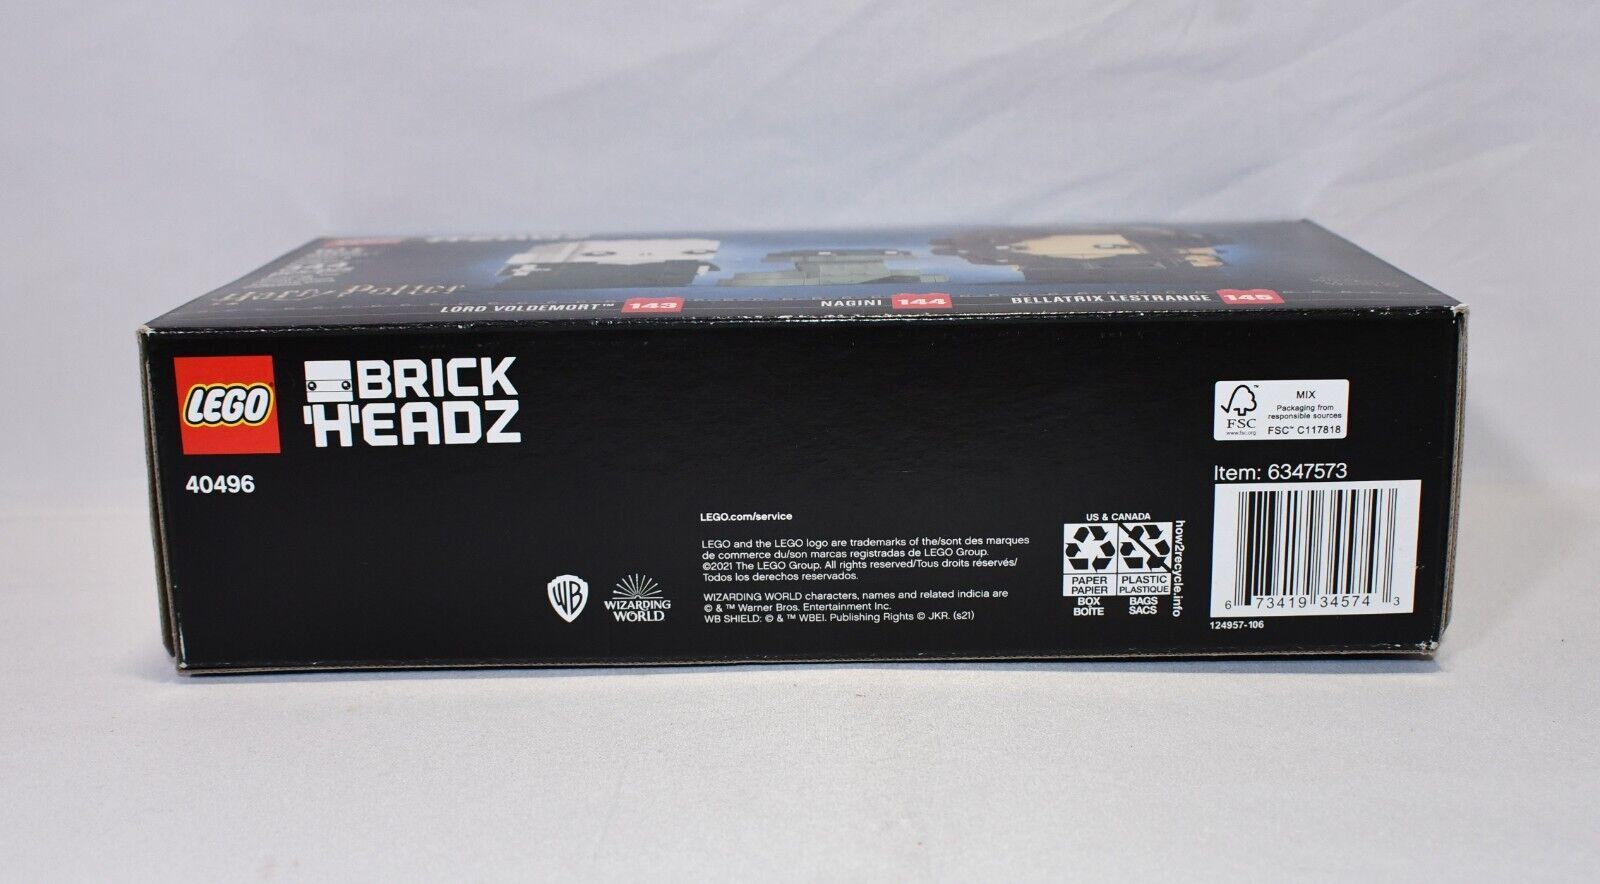 Harry Potter
LORD VOLDEMORT™ 143
NAGINI 144
BELLATRIX LESTRANGE 145
LEGO
BRICK
HEADZ
40496
LEGO.com/service
LEGO and the LEGO logo are trademarks of the/sont des marques
de commerce du/son marcas registradas de LEGO Group.
©2021 The LEGO Group. All rights reserved/Tous droits réservés/
Todos los derechos reservados.
WB
WIZARDING
WORLD
WIZARDING WORLD characters, names and related indicia are
© & ™ Warner Bros. Entertainment Inc.
WB SHIELD: © & ™ WBEI. Publishing Rights © JKR. (s21)
US & CANADA
PAPER
PAPIER
BOX
BOÎTE
PLASTIC
PLASTIQUE
BAGS
SACS
how2recycle.info
FSC™
www.fsc.org
MIX
Packaging from
responsible sources
FSC™ C117818
Item: 6347573
6 73419 34574 3
124957-106